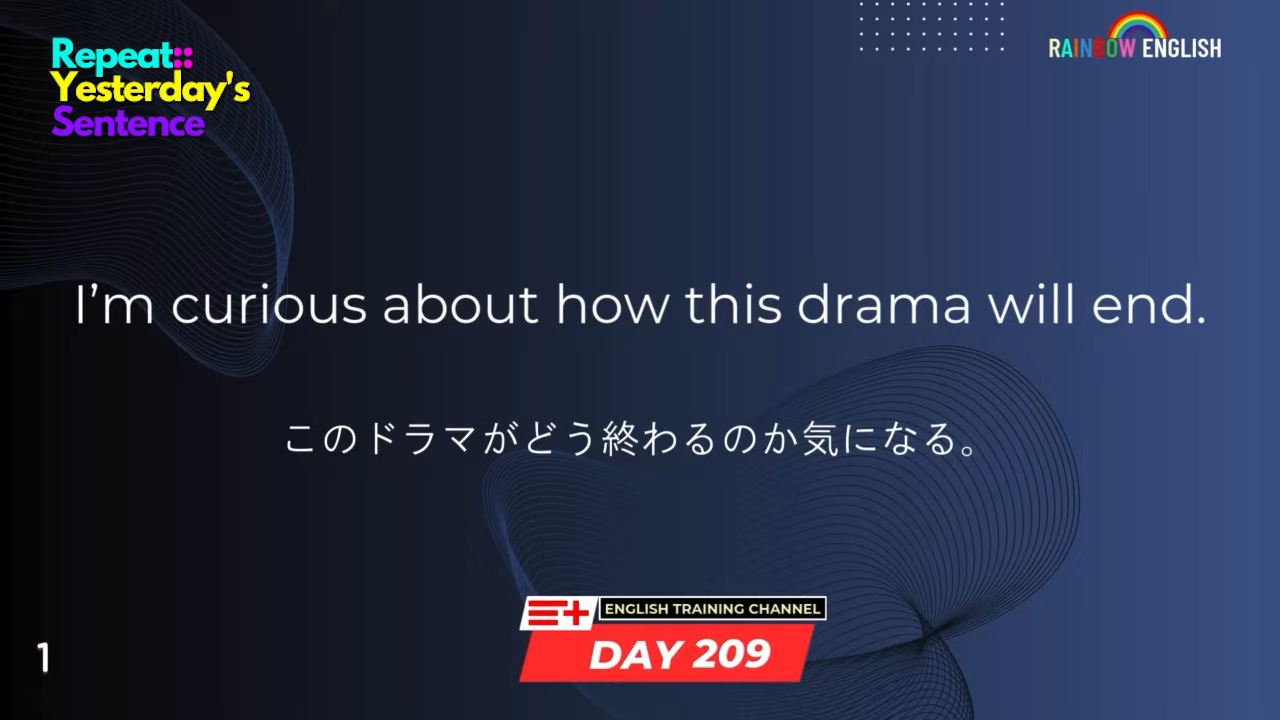 Repeat::
Yesterday's
Sentence
RAINBOW ENGLISH
I’m curious about how this drama will end.
このドラマがどう終わるのか気になる。
ENGLISH TRAINING CHANNEL
DAY 209
1